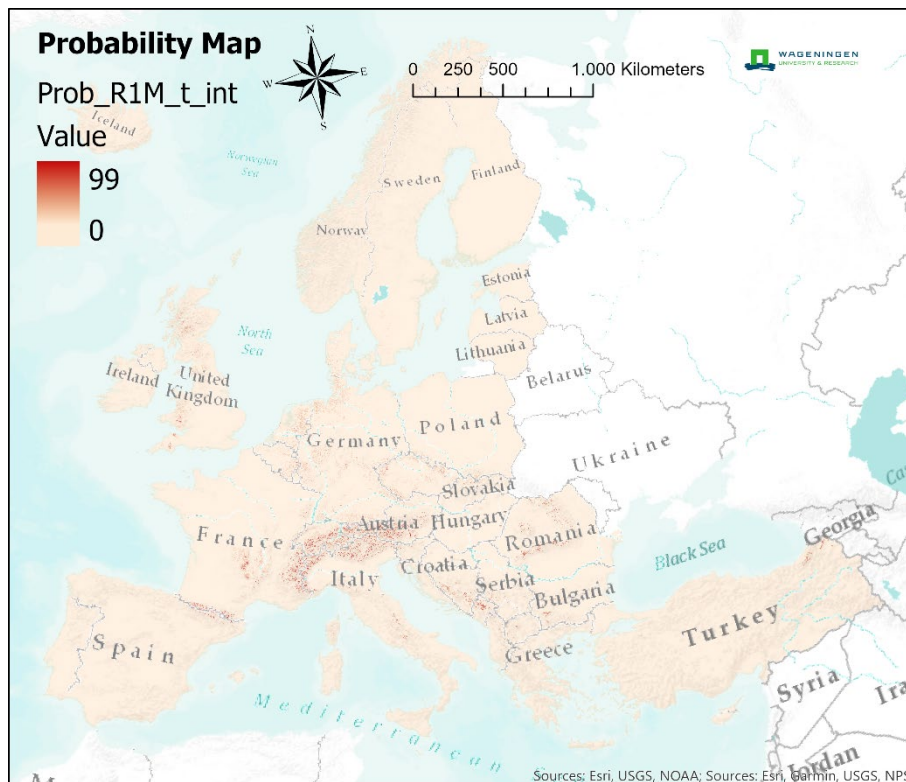 Probability Map
Prob_R1M_t_int
Value
99
0
N
W
E
S
0 250 500 1.000 Kilometers
WAGENINGEN
UNIVERSITY & RESEARCH
Iceland
Norwegian
Sea
Sweden
Finland
Norway
Estonia
Latvia
Lithuania
North
Sea
Ireland
United
Kingdom
Belarus
Poland
Germany
Ukraine
Slovakia
Austria
Hungary
France
Romania
Croatia
Italy
Serbia
Black Sea
Georgia
Bulgaria
Spain
Turkey
Greece
Mediterranean
Syria
Jordan
Sources: Esri, USGS, NOAA; Sources: Esri, Garmin, USGS, NPS